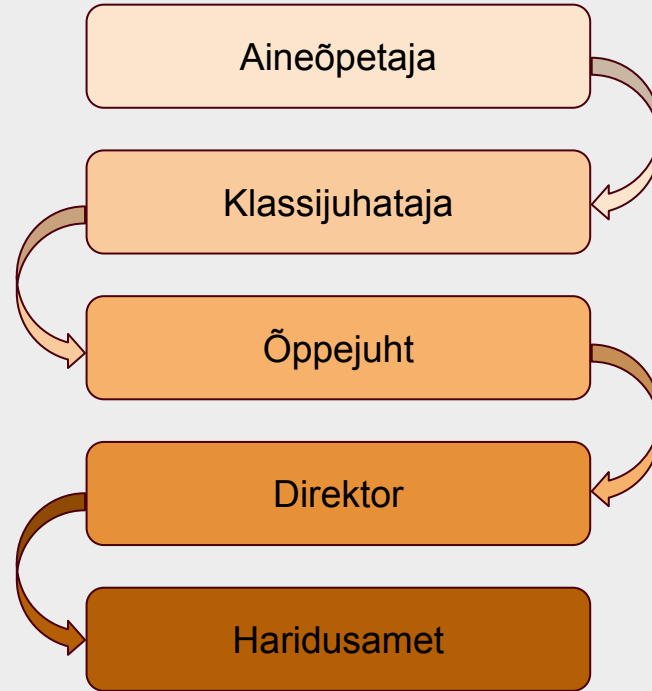 Aineõpetaja
Klassijuhataja
Õppejuht
Direktor
Haridusamet